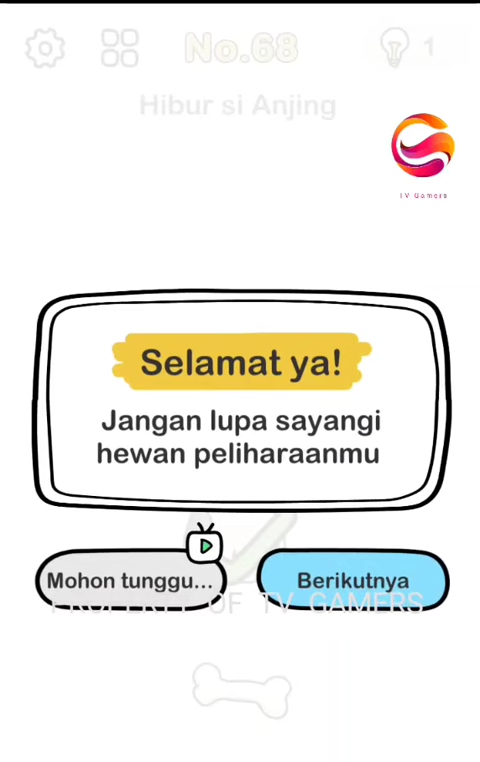 No.68
1
Hibur si Anjing
TV Gamers
Selamat ya!
Jangan lupa sayangi
hewan peliharaanmu
Mohon tunggu...
Berikutnya
PROPERTY OF TV GAMERS